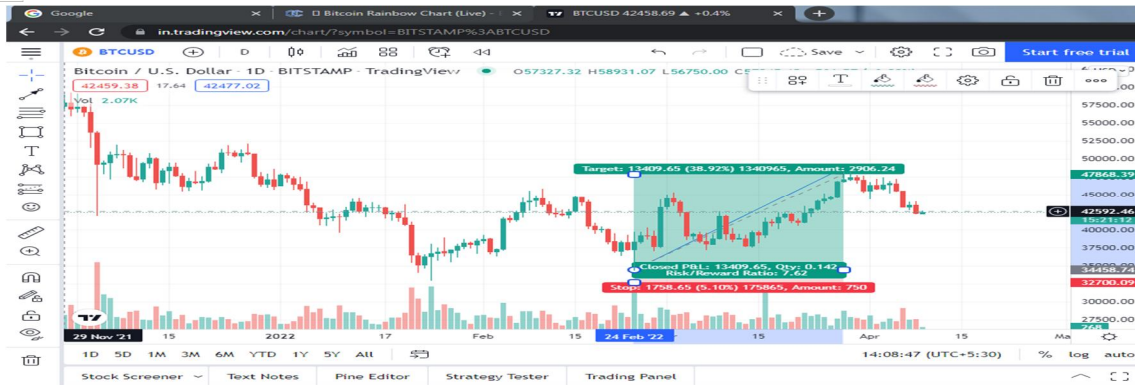 Google
Bitcoin Rainbow Chart (Live) -
BTCUSD 42458.69 ▲ +0.4%
in.tradingview.com/chart/?symbol=BITSTAMP%3ABTCUSD
BTCUSD
D
Save
Start free trial
Bitcoin / U.S. Dollar · 1D · BITSTAMP · TradingView
O57327.32 H58931.07 L56750.00
42459.38 17.64 42477.02
Vol 2.07K
57500.00
55000.00
52500.00
50000.00
Target: 13409.65 (38.92%) 1340965, Amount: 2906.24
47868.39
45000.00
42592.46
15:21:12
40000.00
37500.00
Closed P&L: 13409.65, Qty: 0.142
Risk/Reward Ratio: 7.62
34458.74
Stop: 1758.65 (5.10%) 175865, Amount: 750
32700.09
30000.00
27500.00
268
29 Nov '21 15 2022 17 Feb 15 24 Feb '22 15 Apr 15
1D 5D 1M 3M 6M YTD 1Y 5Y All
14:08:47 (UTC+5:30) % log auto
Stock Screener Text Notes Pine Editor Strategy Tester Trading Panel